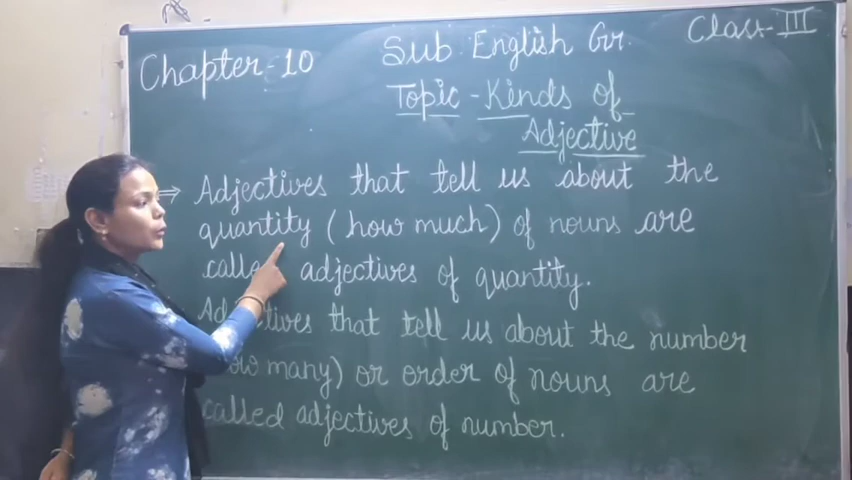 Chapter-10 Sub English Gr. Class-III
Topic-Kinds of
Adjective
⇒ Adjectives that tell us about the
quantity (how much) of nouns are
called adjectives of quantity.
Adjectives that tell us about the number
many) or order of nouns are
called adjectives of number.